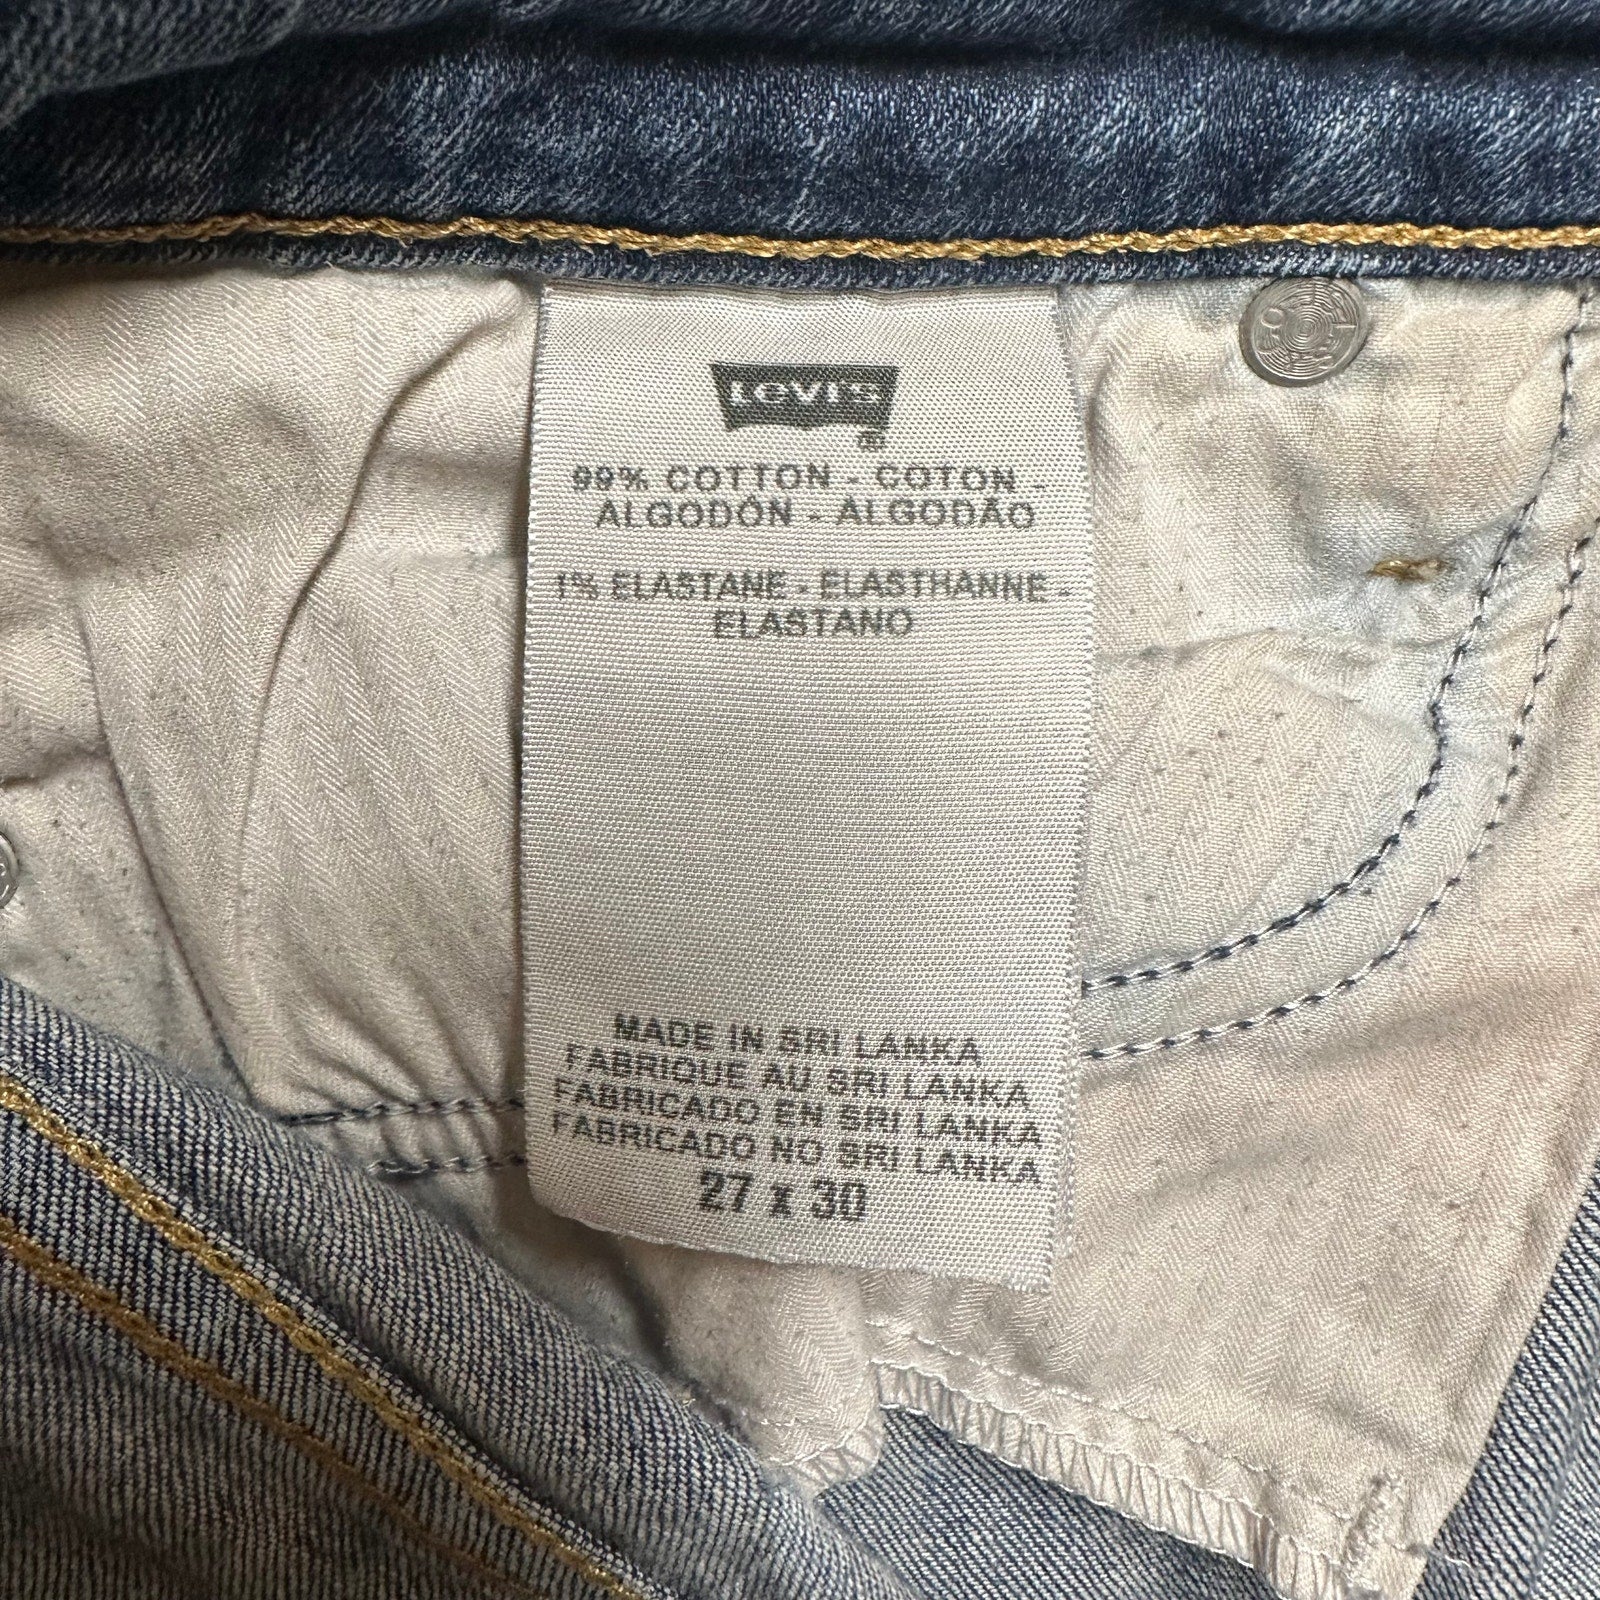 LEVI'S
®
99% COTTON - COTON -
ALGODÓN - ALGODÃO
1% ELASTANE - ELASTHANNE -
ELASTANO
MADE IN SRI LANKA
FABRIQUE AU SRI LANKA
FABRICADO EN SRI LANKA
FABRICADO NO SRI LANKA
27 x 30